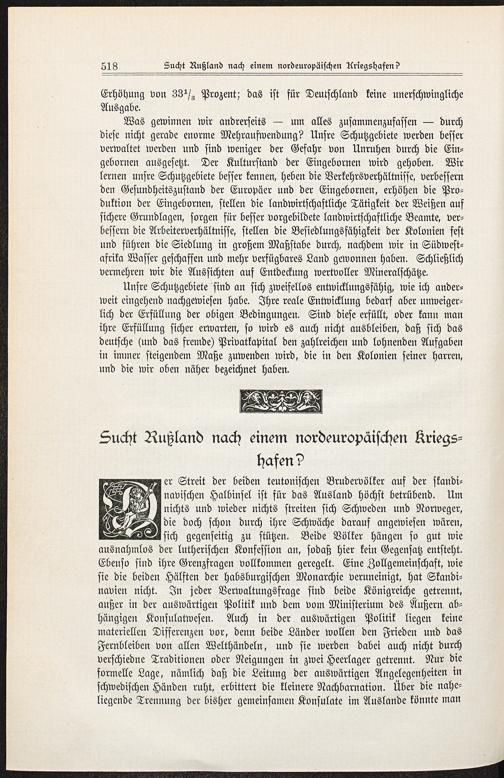 518 Sucht Rußland nach einem nordeuropäischen Kriegshafen?
Erhöhung von 33¹/₃ Prozent; das ist für Deutschland keine unerschwingliche
Ausgabe.
Was gewinnen wir andrerseits — um alles zusammenzufassen — durch
diese nicht gerade enorme Mehraufwendung? Unsre Schutzgebiete werden besser
verwaltet werden und sind weniger der Gefahr von Unruhen durch die Ein-
gebornen ausgesetzt. Der Kulturstand der Eingebornen wird gehoben. Wir
lernen unsre Schutzgebiete besser kennen, heben die Verkehrsverhältnisse, verbessern
den Gesundheitszustand der Europäer und der Eingebornen, erhöhen die Pro-
duktion der Eingebornen, stellen die landwirtschaftliche Tätigkeit der Weißen auf
sichere Grundlagen, sorgen für besser vorgebildete landwirtschaftliche Beamte, ver-
bessern die Arbeiterverhältnisse, stellen die Besiedlungsfähigkeit der Kolonien fest
und führen die Siedlung in großem Maßstabe durch, nachdem wir in Südwest-
afrika Wasser geschaffen und mehr verfügbares Land gewonnen haben. Schließlich
vermehren wir die Aussichten auf Entdeckung wertvoller Mineralschätze.
Unsre Schutzgebiete sind an sich zweifellos entwicklungsfähig, wie ich ander-
weit eingehend nachgewiesen habe. Ihre reale Entwicklung bedarf aber unweiger-
lich der Erfüllung der obigen Bedingungen. Sind diese erfüllt, oder kann man
ihre Erfüllung sicher erwarten, so wird es auch nicht ausbleiben, daß sich das
deutsche (und das fremde) Privatkapital den zahlreichen und lohnenden Aufgaben
in immer steigendem Maße zuwenden wird, die in den Kolonien seiner harren,
und die wir oben näher bezeichnet haben.
Sucht Rußland nach einem nordeuropäischen Kriegs-
hafen?
Der Streit der beiden teutonischen Brudervölker auf der skandi-
navischen Halbinsel ist für das Ausland höchst betrübend. Um
nichts und wieder nichts streiten sich Schweden und Norweger,
die doch schon durch ihre Schwäche darauf angewiesen wären,
sich gegenseitig zu stützen. Beide Völker hängen so gut wie
ausnahmlos der lutherischen Konfession an, sodaß hier kein Gegensatz entsteht.
Ebenso sind ihre Grenzfragen vollkommen geregelt. Eine Zollgemeinschaft, wie
sie die beiden Hälften der habsburgischen Monarchie veruneinigt, hat Skandi-
navien nicht. In jeder Verwaltungsfrage sind beide Königreiche getrennt,
außer in der auswärtigen Politik und dem vom Ministerium des Äußern ab-
hängigen Konsulatwesen. Auch in der auswärtigen Politik liegen keine
materiellen Differenzen vor, denn beide Länder wollen den Frieden und das
Fernbleiben von allen Welthändeln, und sie werden dabei auch nicht durch
verschiedne Traditionen oder Neigungen in zwei Heerlager getrennt. Nur die
formelle Lage, nämlich daß die Leitung der auswärtigen Angelegenheiten in
schwedischen Händen ruht, erbittert die kleinere Nachbarnation. Über die nahe-
liegende Trennung der bisher gemeinsamen Konsulate im Auslande könnte man